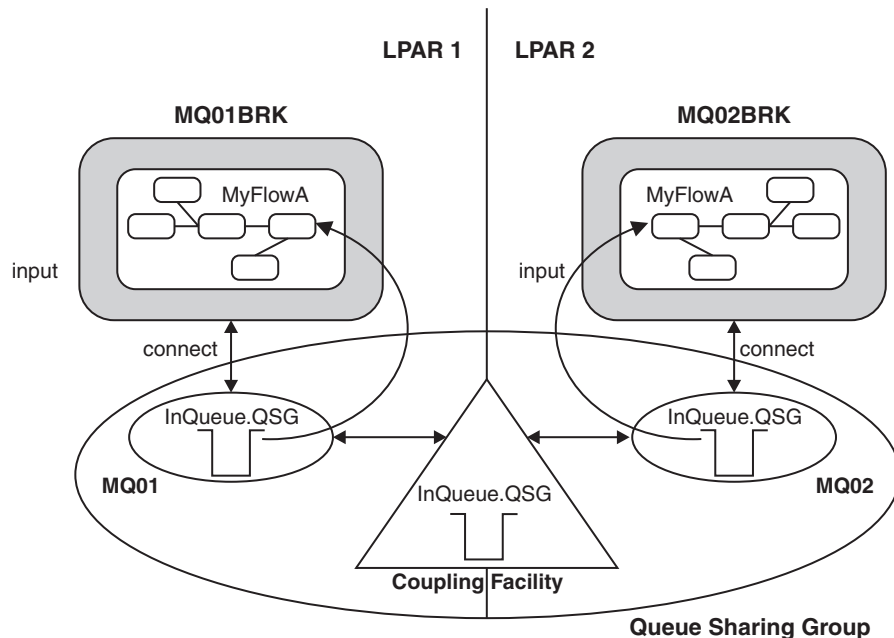 LPAR 1
LPAR 2
MQ01BRK
MQ02BRK
MyFlowA
MyFlowA
input
input
connect
connect
InQueue.QSG
InQueue.QSG
MQ01
MQ02
InQueue.QSG
Coupling Facility
Queue Sharing Group